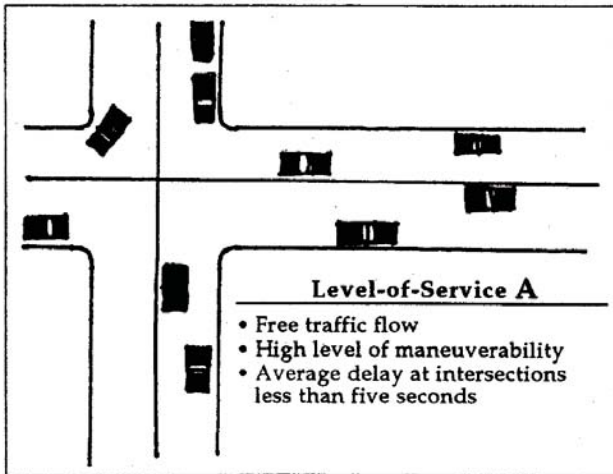 Level-of-Service A
• Free traffic flow
• High level of maneuverability
• Average delay at intersections
less than five seconds